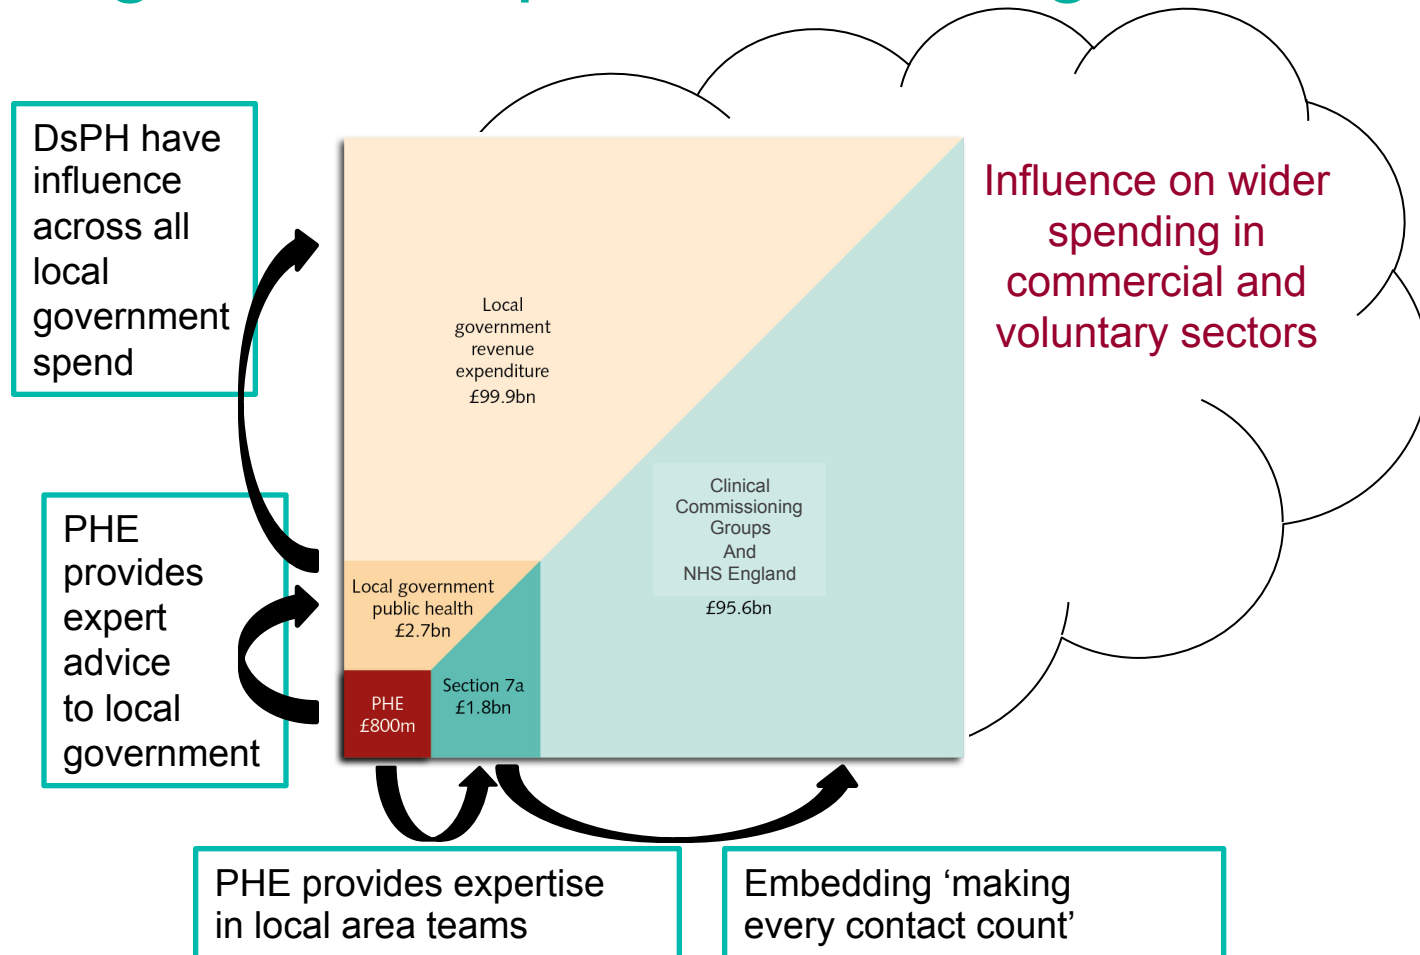 DsPH have
influence
across all
local
government
spend
Influence on wider
spending in
commercial and
voluntary sectors
Local
government
revenue
expenditure
£99.9bn
Clinical
Commissioning
Groups
And
NHS England
£95.6bn
PHE
provides
expert
advice
to local
government
Local government
public health
£2.7bn
Section 7a
£1.8bn
PHE
£800m
PHE provides expertise
in local area teams
Embedding ‘making
every contact count’